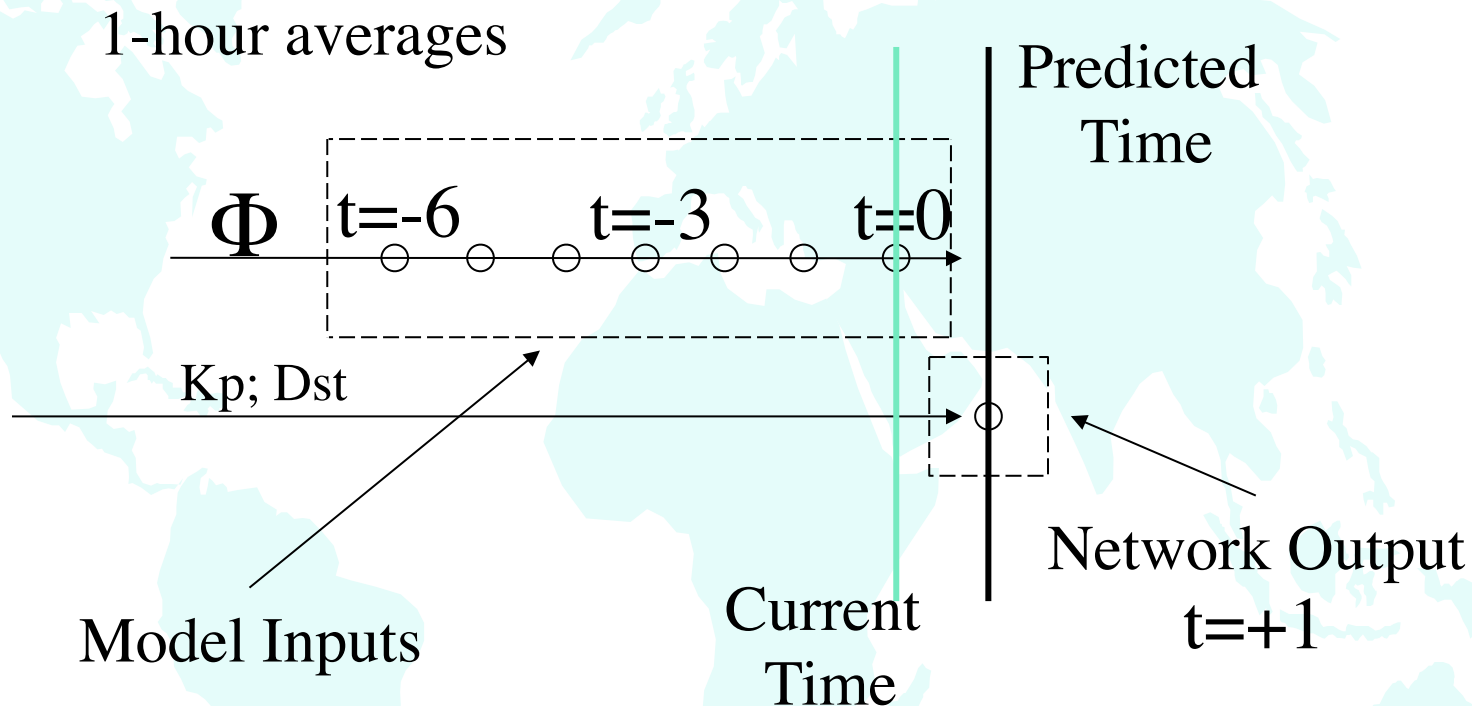 1-hour averages
Predicted
Time
Φ
t=-6
t=-3
t=0
Kp; Dst
Network Output
t=+1
Current
Time
Model Inputs